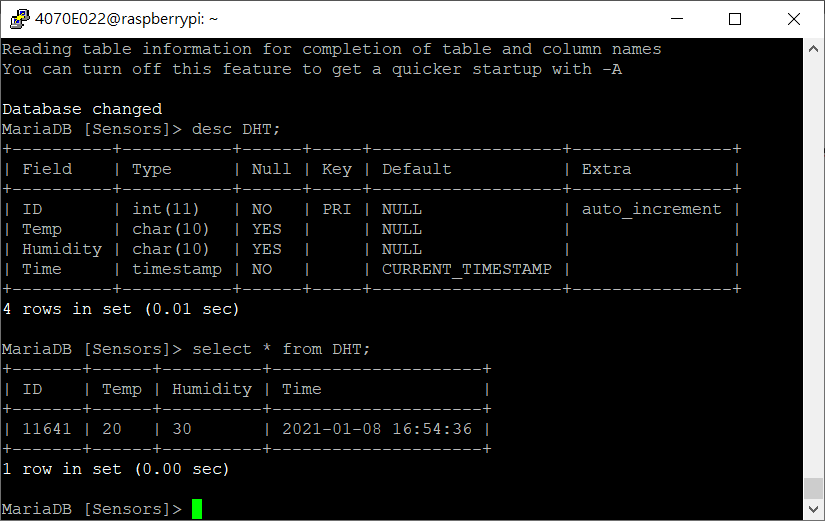 4070E022@raspberrypi: ~
Reading table information for completion of table and column names
You can turn off this feature to get a quicker startup with -A
Database changed
MariaDB [Sensors]> desc DHT;
+----------+-----------+------+-----+-------------------+----------------+
| Field    | Type      | Null | Key | Default           | Extra          |
+----------+-----------+------+-----+-------------------+----------------+
| ID       | int(11)   | NO   | PRI | NULL              | auto_increment |
| Temp     | char(10)  | YES  |     | NULL              |                |
| Humidity | char(10)  | YES  |     | NULL              |                |
| Time     | timestamp | NO   |     | CURRENT_TIMESTAMP |                |
+----------+-----------+------+-----+-------------------+----------------+
4 rows in set (0.01 sec)
MariaDB [Sensors]> select * from DHT;
+-------+------+----------+---------------------+
| ID    | Temp | Humidity | Time                |
+-------+------+----------+---------------------+
| 11641 | 20   | 30       | 2021-01-08 16:54:36 |
+-------+------+----------+---------------------+
1 row in set (0.00 sec)
MariaDB [Sensors]>